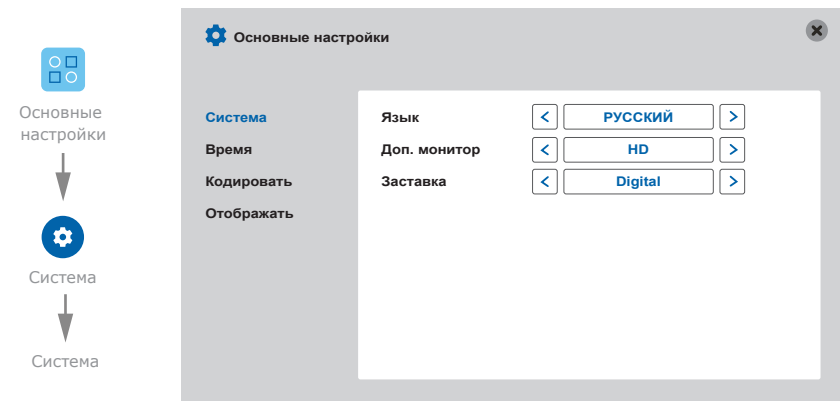 Основные
настройки
Система
Система
Основные настройки
Система
Время
Кодировать
Отображать
Язык < РУССКИЙ >
Доп. монитор < HD >
Заставка < Digital >